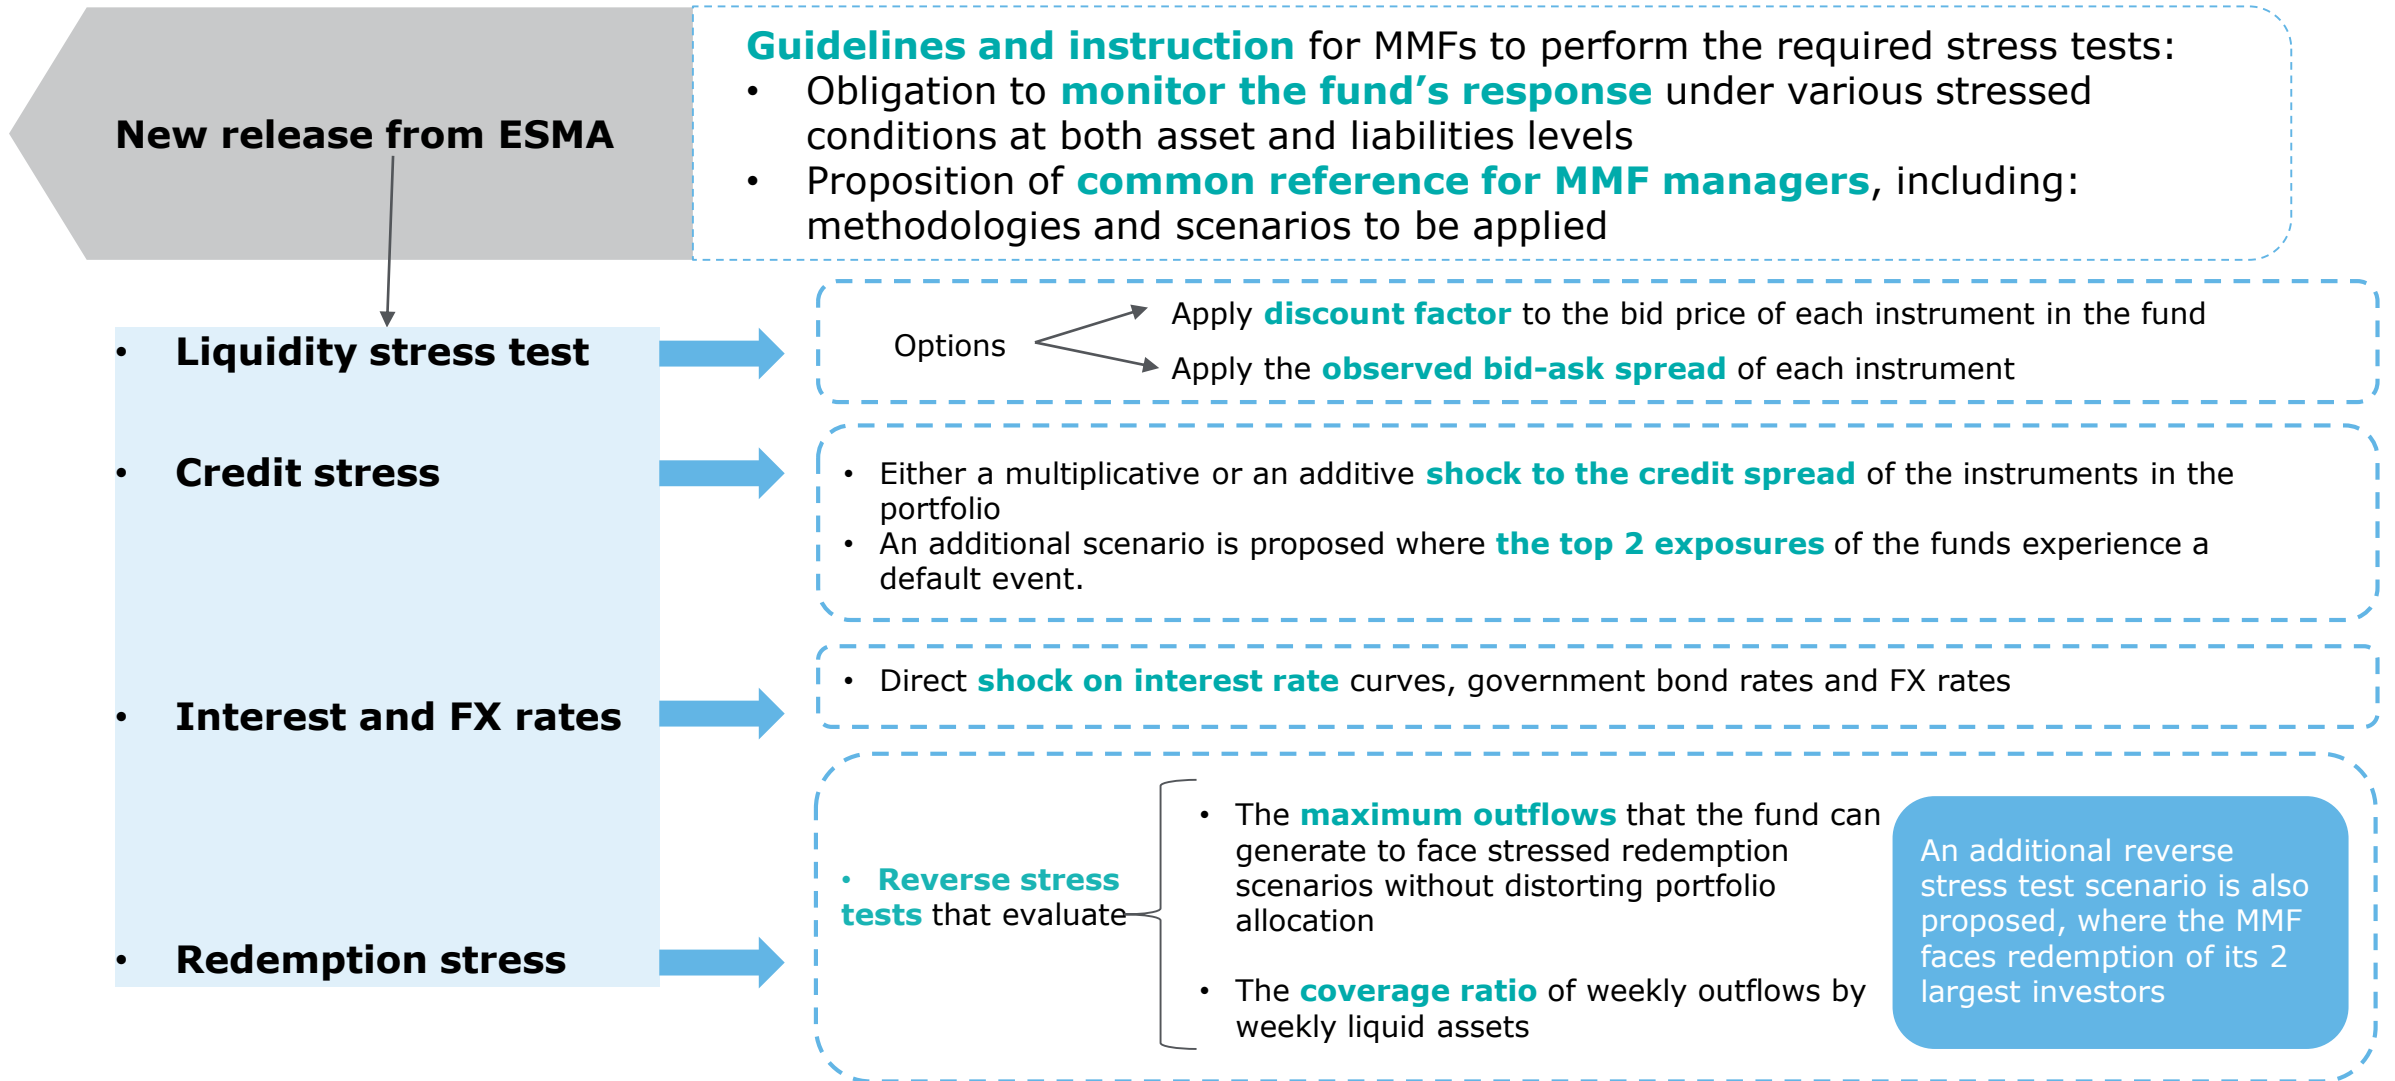 New release from ESMA
Guidelines and instruction for MMFs to perform the required stress tests:
• Obligation to monitor the fund’s response under various stressed
conditions at both asset and liabilities levels
• Proposition of common reference for MMF managers, including:
methodologies and scenarios to be applied
• Liquidity stress test
Options
Apply discount factor to the bid price of each instrument in the fund
Apply the observed bid-ask spread of each instrument
• Credit stress
• Either a multiplicative or an additive shock to the credit spread of the instruments in the
portfolio
• An additional scenario is proposed where the top 2 exposures of the funds experience a
default event.
• Interest and FX rates
• Direct shock on interest rate curves, government bond rates and FX rates
• Redemption stress
• Reverse stress
tests that evaluate
• The maximum outflows that the fund can
generate to face stressed redemption
scenarios without distorting portfolio
allocation
• The coverage ratio of weekly outflows by
weekly liquid assets
An additional reverse
stress test scenario is also
proposed, where the MMF
faces redemption of its 2
largest investors